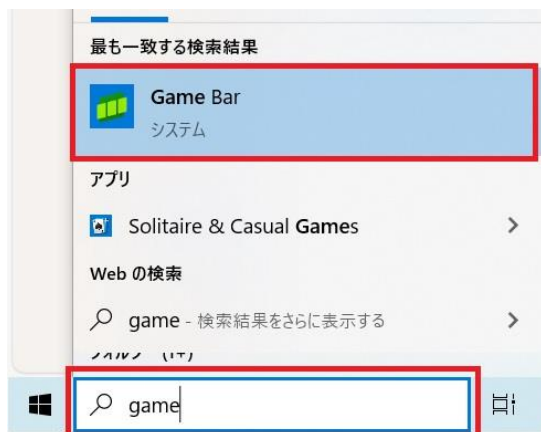 最も一致する検索結果
Game Bar
システム
アプリ
Solitaire & Casual Games
Web の検索
game - 検索結果をさらに表示する
game